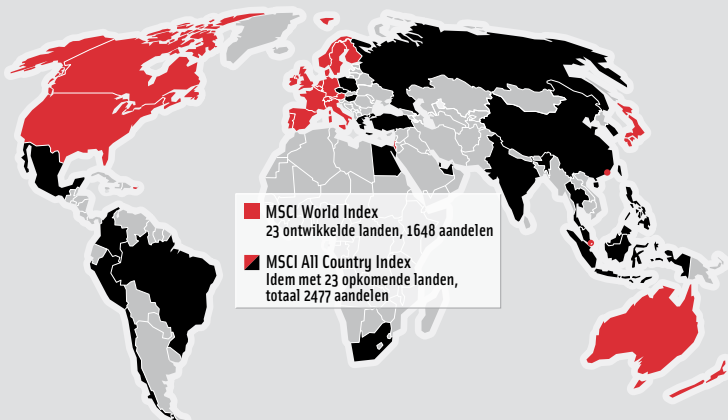 MSCI World Index
23 ontwikkelde landen, 1648 aandelen
MSCI All Country Index
Idem met 23 opkomende landen,
totaal 2477 aandelen